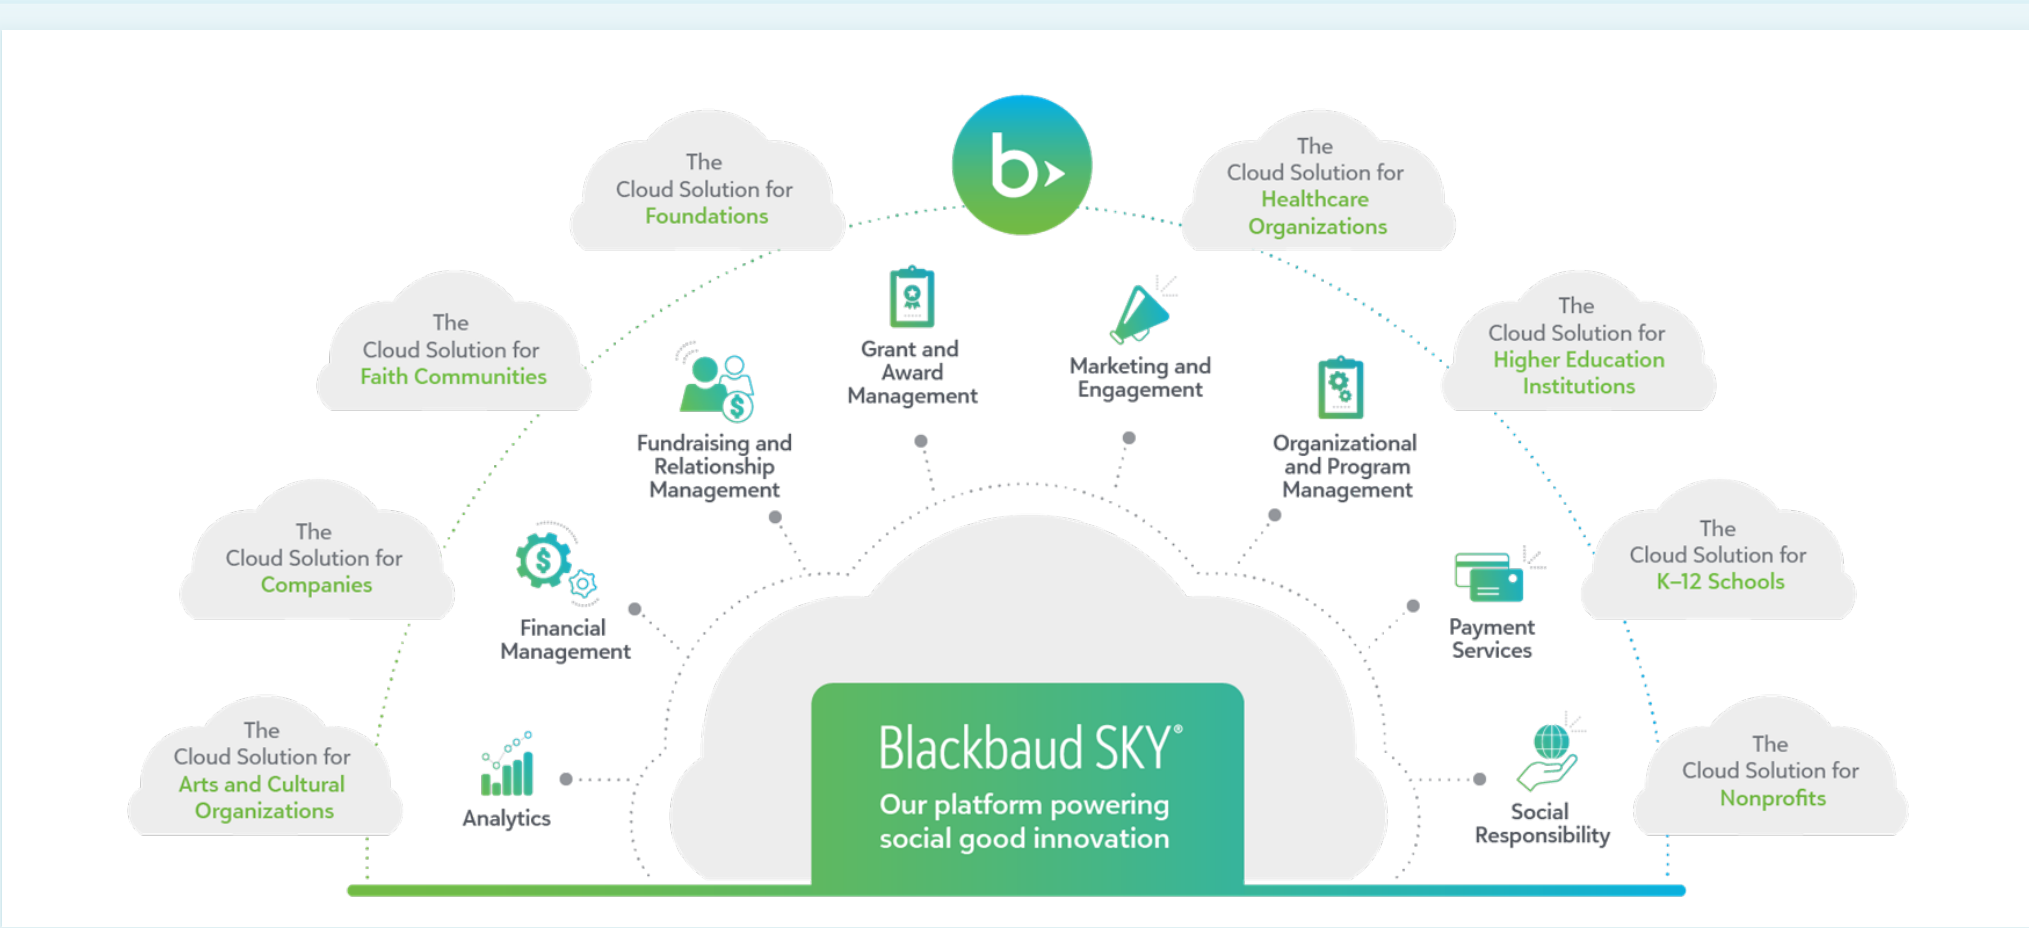 b
The
Cloud Solution for
Foundations
The
Cloud Solution for
Healthcare
Organizations
The
Cloud Solution for
Faith Communities
The
Cloud Solution for
Higher Education
Institutions
The
Cloud Solution for
Companies
The
Cloud Solution for
K–12 Schools
The
Cloud Solution for
Arts and Cultural
Organizations
The
Cloud Solution for
Nonprofits
Grant and
Award
Management
Marketing and
Engagement
Fundraising and
Relationship
Management
$
Organizational
and Program
Management
$
Financial
Management
Payment
Services
Analytics
Social
Responsibility
Blackbaud SKY®
Our platform powering
social good innovation